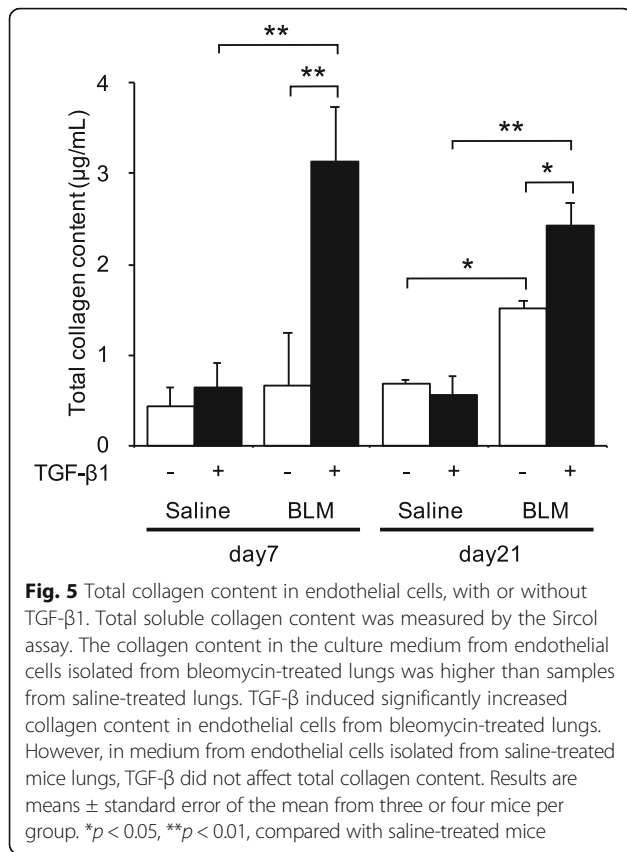 **
**
4
**
*
3
2
*
1
0
Total collagen content (μg/mL)
TGF-β1 - + - + - + - +
Saline BLM Saline BLM
day7 day21
Fig. 5 Total collagen content in endothelial cells, with or without
TGF-β1. Total soluble collagen content was measured by the Sircol
assay. The collagen content in the culture medium from endothelial
cells isolated from bleomycin-treated lungs was higher than samples
from saline-treated lungs. TGF-β induced significantly increased
collagen content in endothelial cells from bleomycin-treated lungs.
However, in medium from endothelial cells isolated from saline-treated
mice lungs, TGF-β did not affect total collagen content. Results are
means ± standard error of the mean from three or four mice per
group. *p < 0.05, **p < 0.01, compared with saline-treated mice